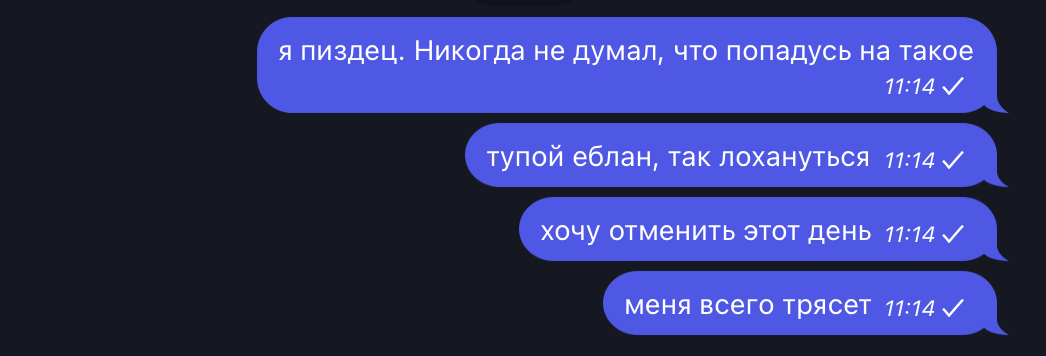 я пиздец. Никогда не думал, что попадусь на такое
11:14
тупой еблан, так лохануться 11:14
хочу отменить этот день 11:14
меня всего трясет 11:14